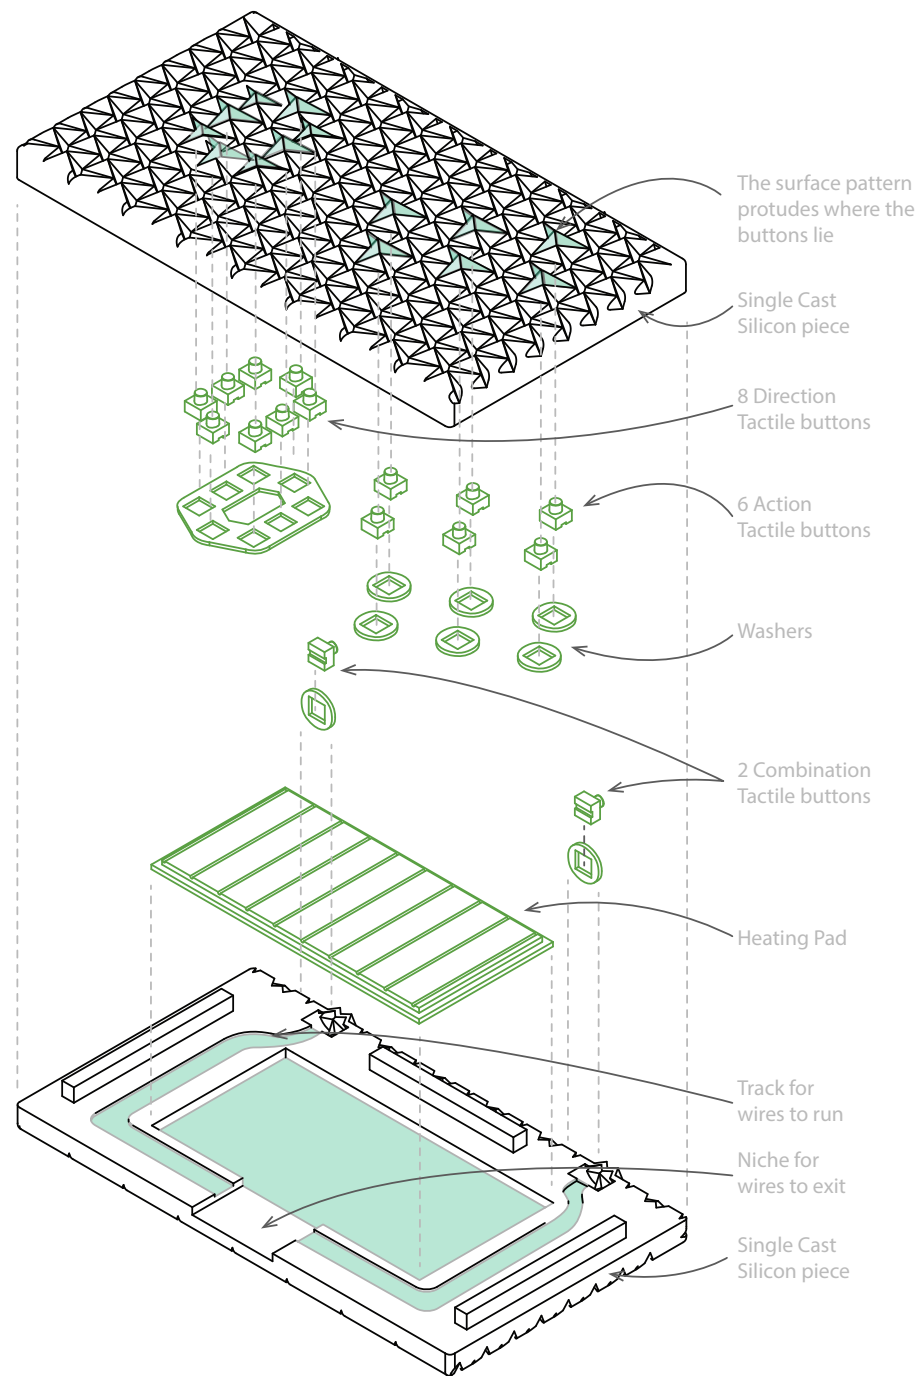 The surface pattern
protudes where the
buttons lie
Single Cast
Silicon piece
8 Direction
Tactile buttons
6 Action
Tactile buttons
Washers
2 Combination
Tactile buttons
Heating Pad
Track for
wires to run
Niche for
wires to exit
Single Cast
Silicon piece